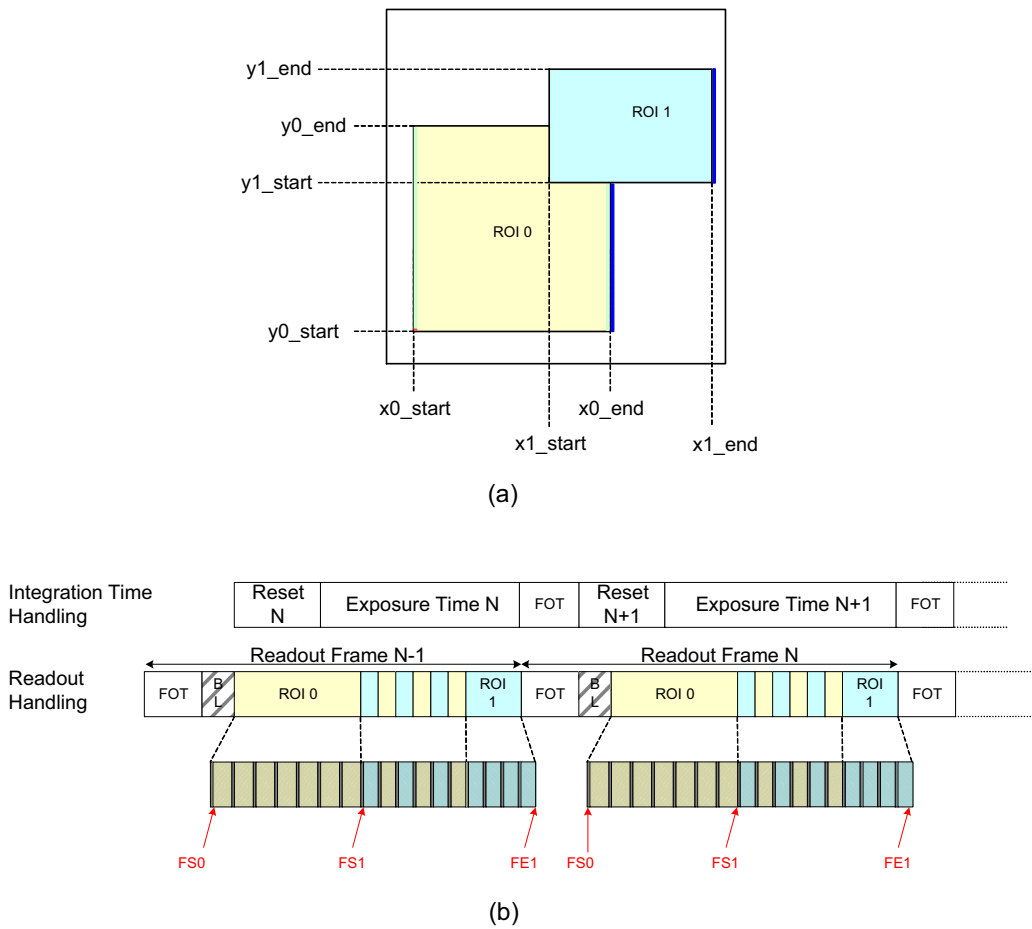 y1_end
ROI 1
y0_end
y1_start
ROI 0
y0_start
x0_start
x0_end
x1_start
x1_end
(a)
Integration Time
Handling
Reset
N
Exposure Time N
FOT
Reset
N+1
Exposure Time N+1
FOT
Readout Frame N-1
Readout Frame N
Readout
Handling
FOT
B
L
ROI 0
ROI
1
FOT
B
L
ROI 0
ROI
1
FOT
FS0
FS1
FE1
FS0
FS1
FE1
(b)